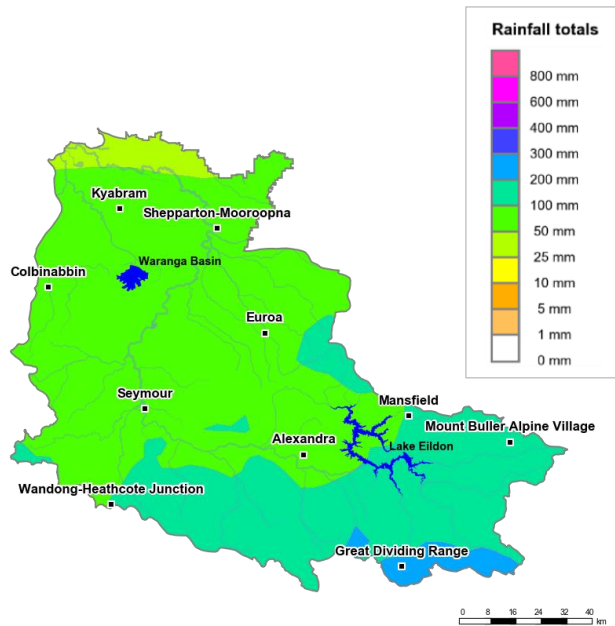 Rainfall totals
800 mm
600 mm
400 mm
300 mm
200 mm
100 mm
50 mm
25 mm
10 mm
5 mm
1 mm
0 mm
Kyabram
Shepparton-Mooroopna
Waranga Basin
Colbinabbin
Euroa
Seymour
Mansfield
Mount Buller Alpine Village
Alexandra
Lake Eildon
Wandong-Heathcote Junction
Great Dividing Range
0 8 16 24 32 40
km